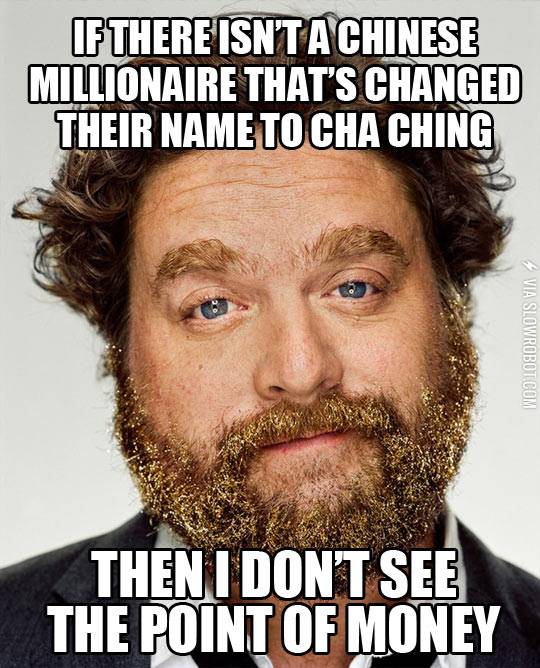 IF THERE ISN'T A CHINESE
MILLIONAIRE THAT'S CHANGED
THEIR NAME TO CHA CHING
VIA SLOWROBOT.COM
THEN I DON'T SEE
THE POINT OF MONEY